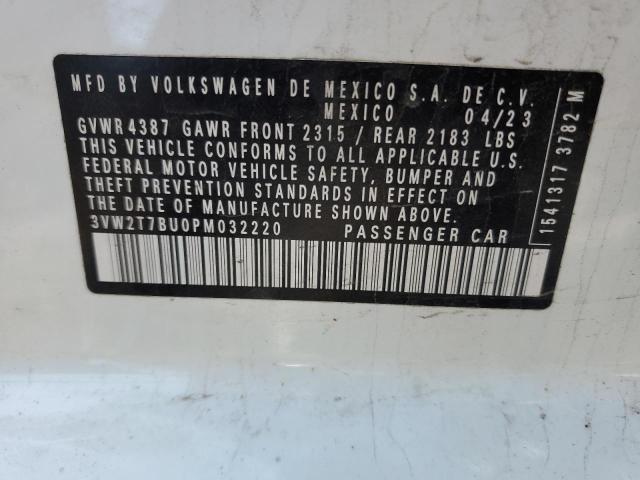 MFD BY VOLKSWAGEN DE MEXICO S.A. DE C.V.
MEXICO 04/23
GVWR 4387 GAWR FRONT 2315 / REAR 2183 LBS
THIS VEHICLE CONFORMS TO ALL APPLICABLE U.S.
FEDERAL MOTOR VEHICLE SAFETY, BUMPER AND
THEFT PREVENTION STANDARDS IN EFFECT ON
THE DATE OF MANUFACTURE SHOWN ABOVE.
3VW2T7BU0PM032220 PASSENGER CAR
1541317 3782 M